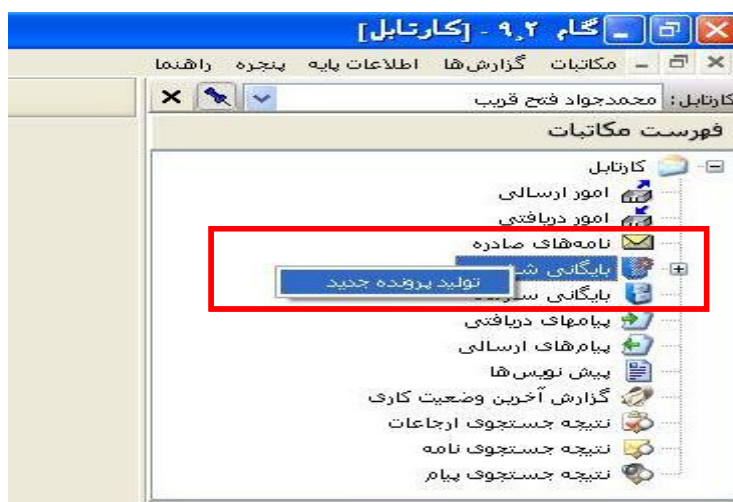 گام ۹٫۲ - [کارتابل]
مکاتبات گزارش‌ها اطلاعات پایه پنجره راهنما
کارتابل: محمدجواد فتح قریب
فهرست مکاتبات
کارتابل
امور ارسالی
امور دریافتی
نامه‌های صادره
بایگانی
تولید پرونده جدید
بایگانی
پیامهای دریافتی
پیام‌های ارسالی
پیش نویس‌ها
گزارش آخرین وضعیت کاری
نتیجه جستجوی ارجاعات
نتیجه جستجوی نامه
نتیجه جستجوی پیام